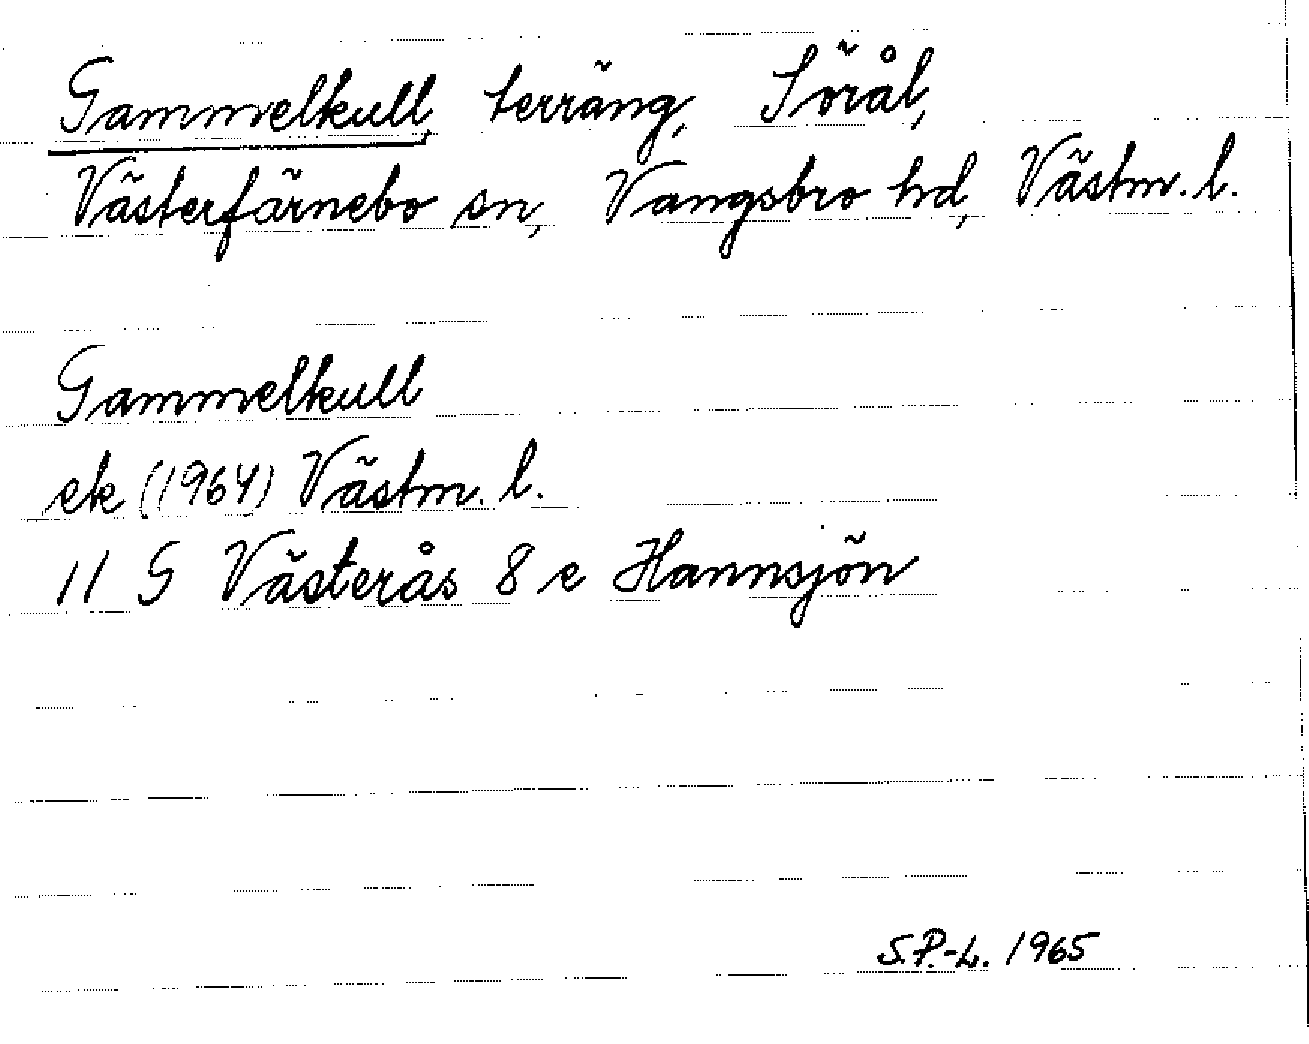 Gammelkull, terräng, Sörål,
Västerfärnebo sn, Vangsbro hd, Västm. l.
Gammelkull
ek (1964) Västm. l.
11 G Västerås 8 e Hannsjön
S.P.-L. 1965